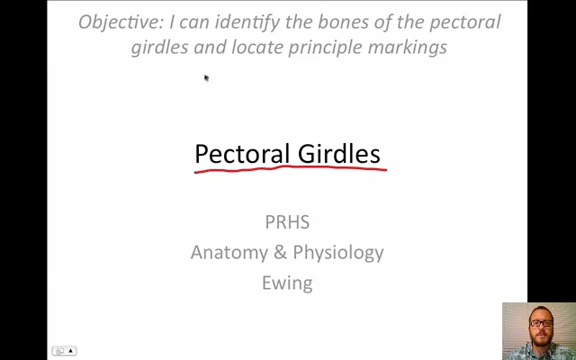 Objective: I can identify the bones of the pectoral
girdles and locate principle markings
Pectoral Girdles
PRHS
Anatomy & Physiology
Ewing